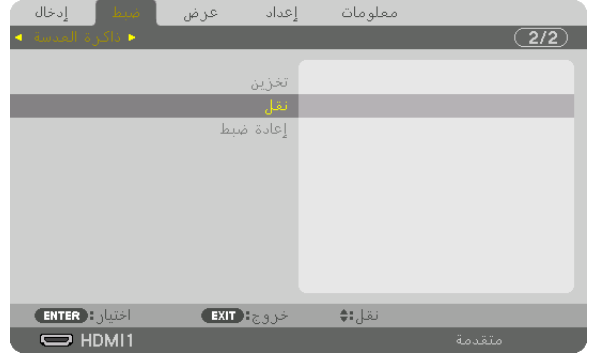 إدخال ضبط عرض إعداد معلومات
◄ ذاكرة العدسة ► 2/2
تخزين
نقل
إعادة ضبط
ENTER :اختيار EXIT :خروج نقل:
HDMI1 متقدمة